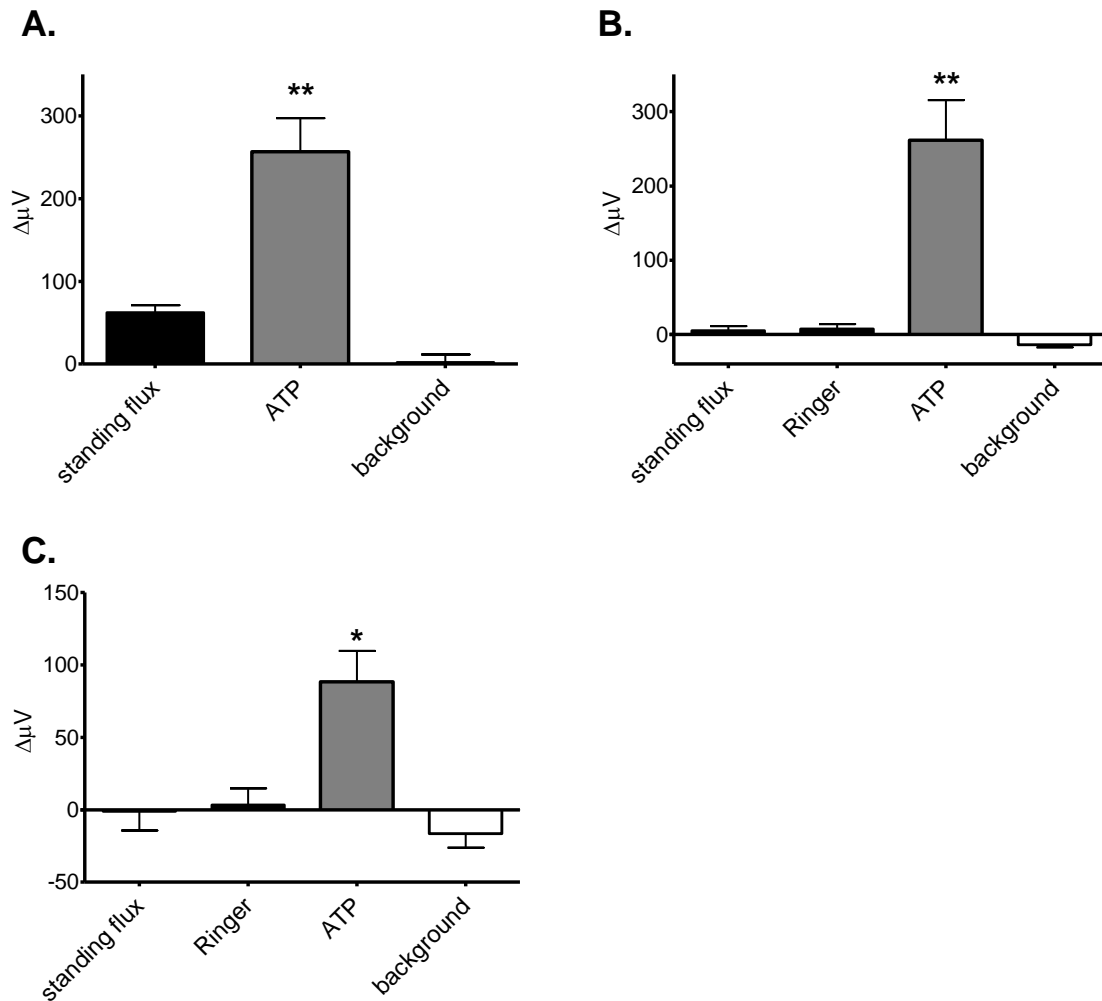 A.
**
300
200
100
0
ΔµV
standing flux
ATP
background
B.
**
300
200
100
0
ΔµV
standing flux
Ringer
ATP
background
C.
*
150
100
50
0
-50
ΔµV
standing flux
Ringer
ATP
background